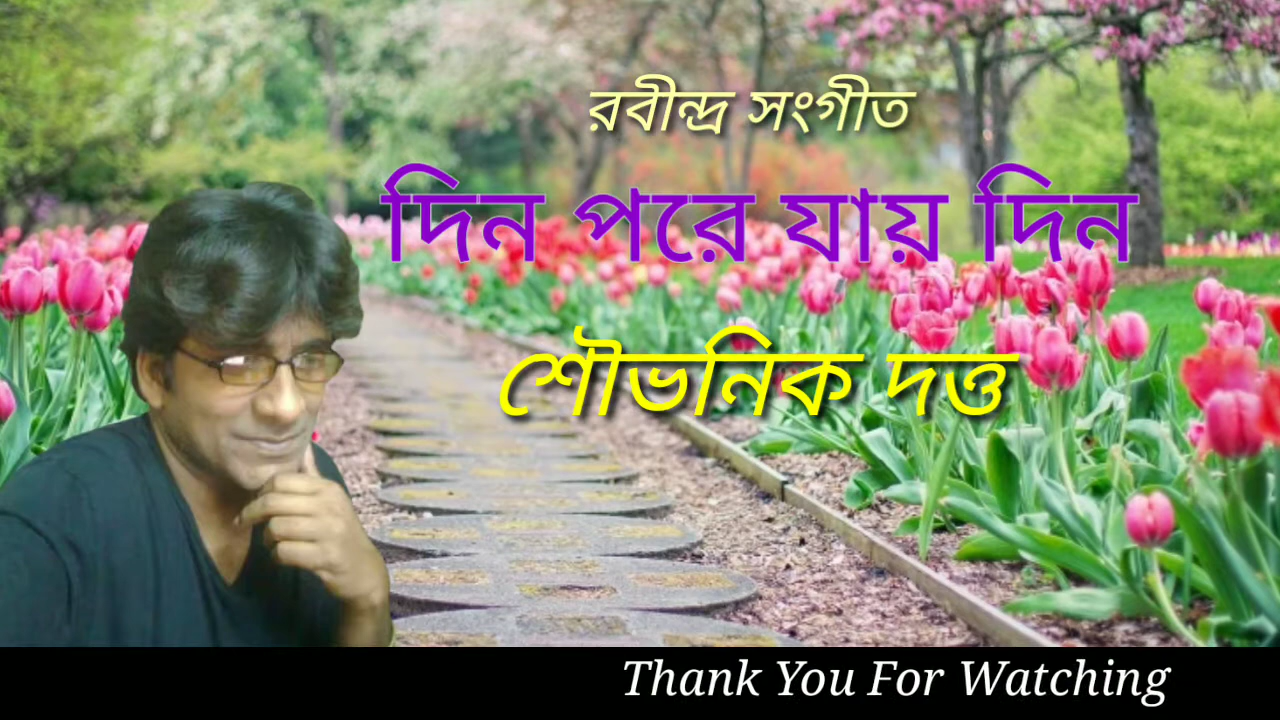 রবীন্দ্র সংগীত
দিন পরে যায় দিন
শৌভনিক দত্ত
Thank You For Watching